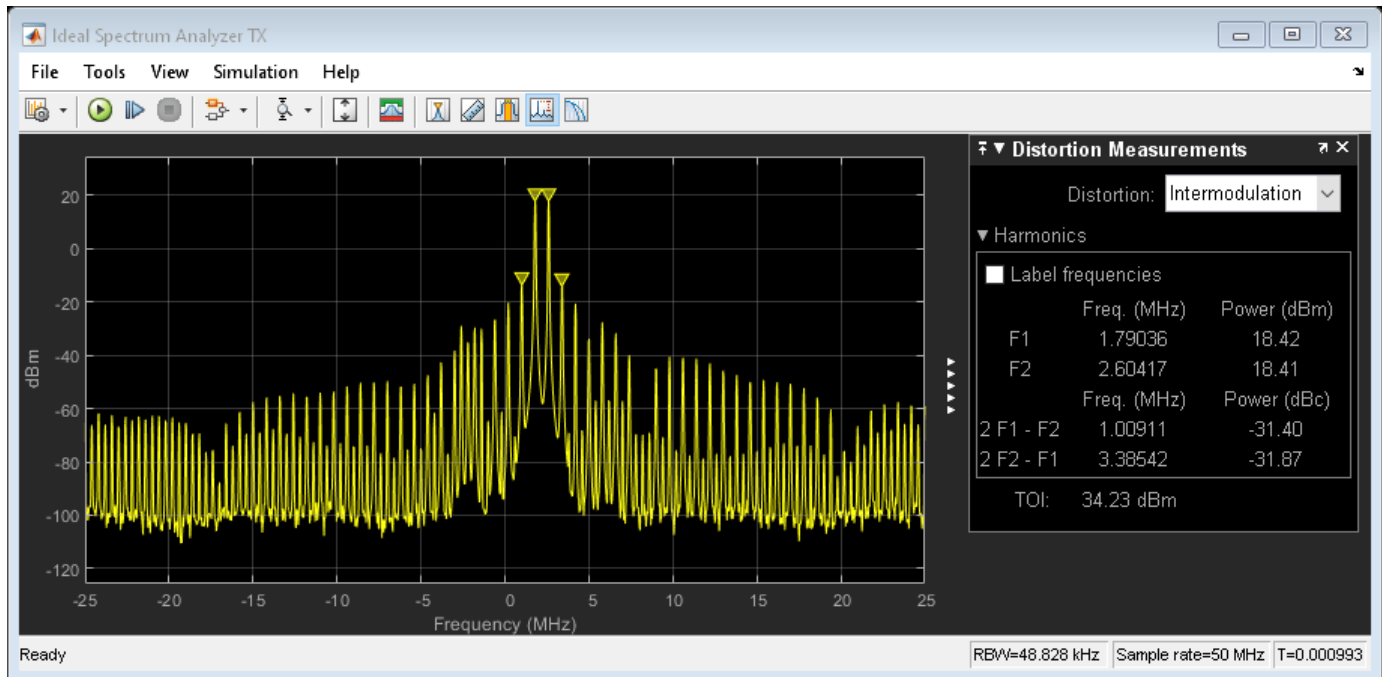 Ideal Spectrum Analyzer TX
File Tools View Simulation Help
Distortion Measurements
Distortion: Intermodulation
Harmonics
Label frequencies
Freq. (MHz) Power (dBm)
F1 1.79036 18.42
F2 2.60417 18.41
Freq. (MHz) Power (dBc)
2 F1 - F2 1.00911 -31.40
2 F2 - F1 3.38542 -31.87
TOI: 34.23 dBm
20
0
-20
-40
-60
-80
-100
-120
dBm
-25 -20 -15 -10 -5 0 5 10 15 20 25
Frequency (MHz)
Ready RBW=48.828 kHz Sample rate=50 MHz T=0.000993